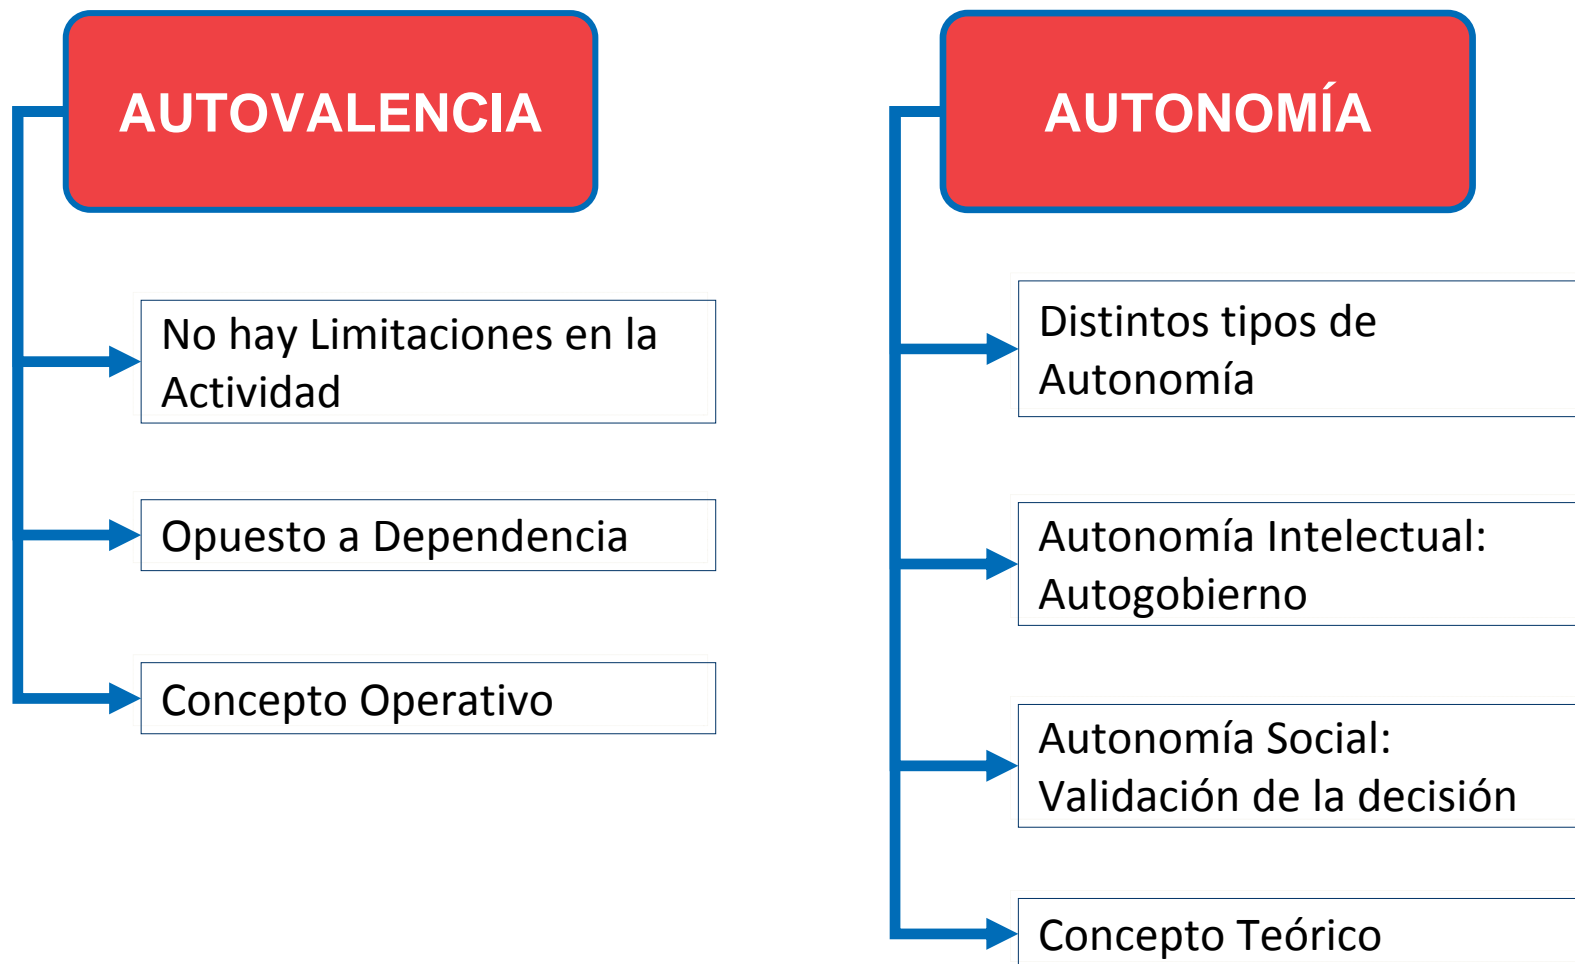 AUTOVALENCIA
No hay Limitaciones en la
Actividad
Opuesto a Dependencia
Concepto Operativo
AUTONOMÍA
Distintos tipos de
Autonomía
Autonomía Intelectual:
Autogobierno
Autonomía Social:
Validación de la decisión
Concepto Teórico